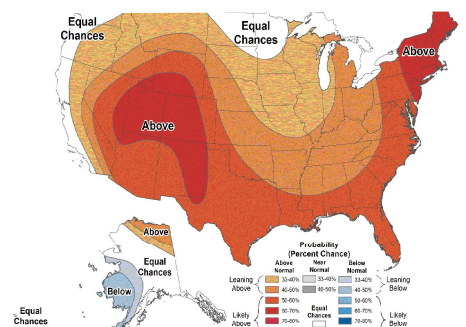 Equal
Chances
Equal
Chances
Above
Above
Above
Equal
Chances
Below
Equal
Chances
Probability
(Percent Chance)
Above
Normal
Near
Normal
Below
Normal
Leaning
Above
33-40%
40-50%
33-40%
40-50%
33-40%
40-50%
Leaning
Below
50-60%
50-60%
Likely
Above
60-70%
70-80%
Equal
Chances
60-70%
70-80%
Likely
Below